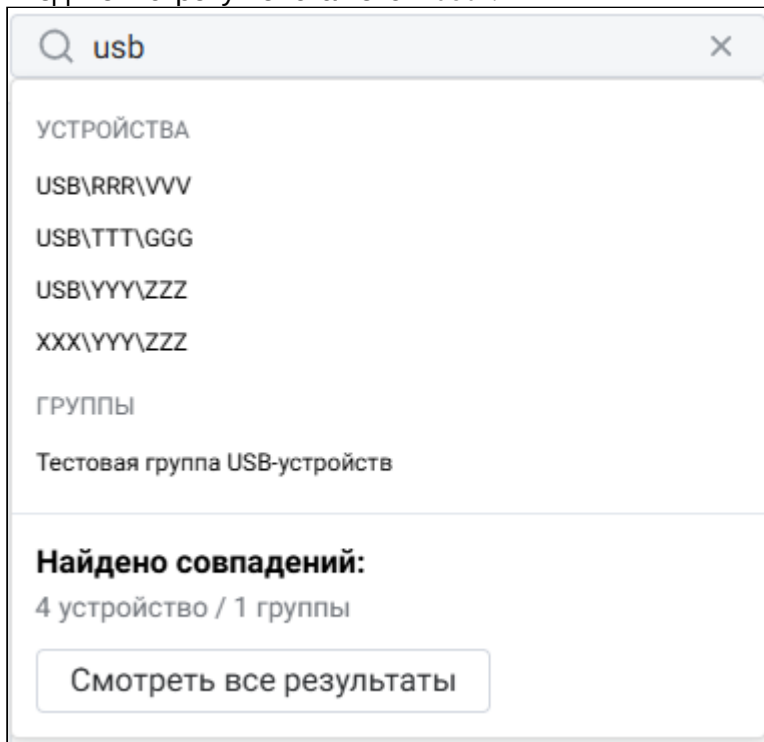 usb
УСТРОЙСТВА
USB\RRR\VVV
USB\TTT\GGG
USB\YYY\ZZZ
XXX\YYY\ZZZ
ГРУППЫ
Тестовая группа USB-устройств
Найдено совпадений:
4 устройство / 1 группы
Смотреть все результаты